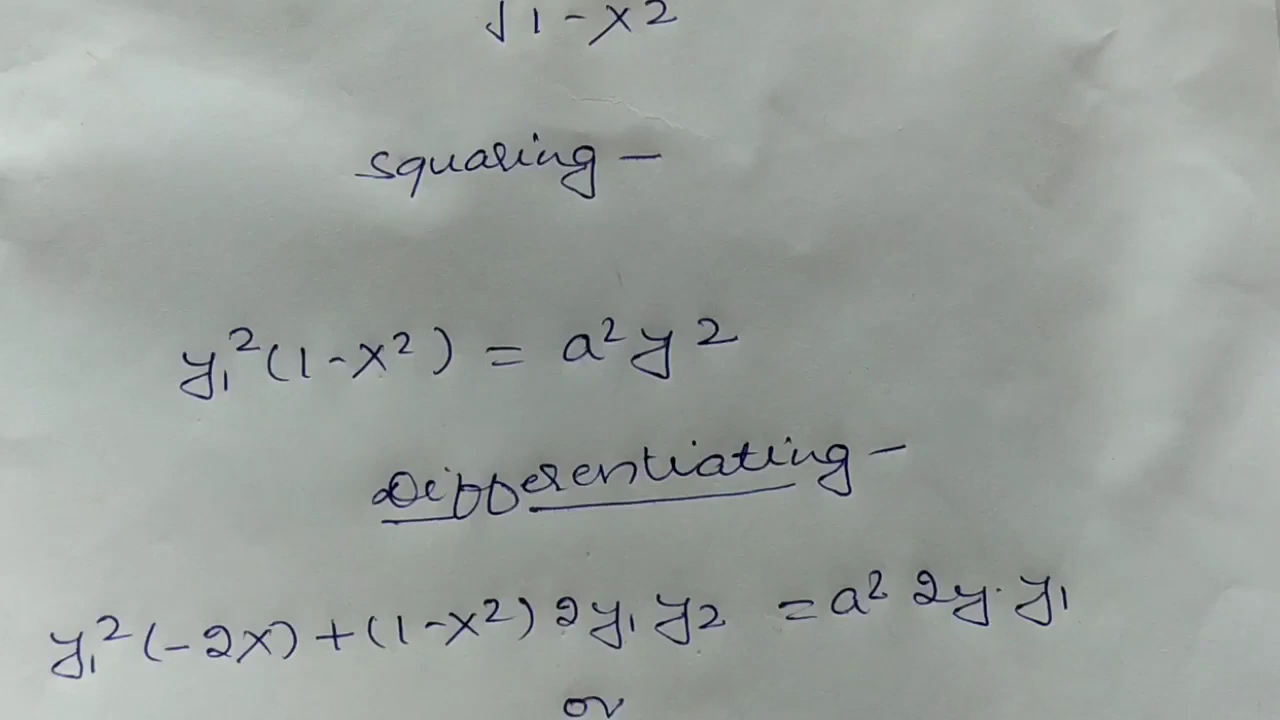 √1-x2
Squaring -
y₁²(1-x²) = a²y2
Differentiating -
y₁²(-2x)+(1-x²) 2y₁ y₂ = a² 2y. y₁
or